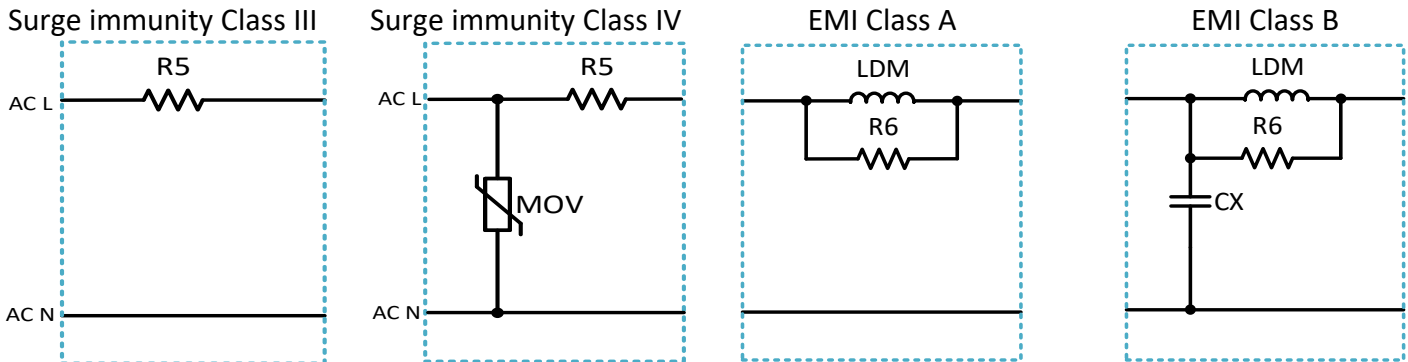 Surge immunity Class III
Surge immunity Class IV
EMI Class A
EMI Class B
R5
AC L
AC N
R5
AC L
MOV
AC N
LDM
R6
LDM
R6
CX